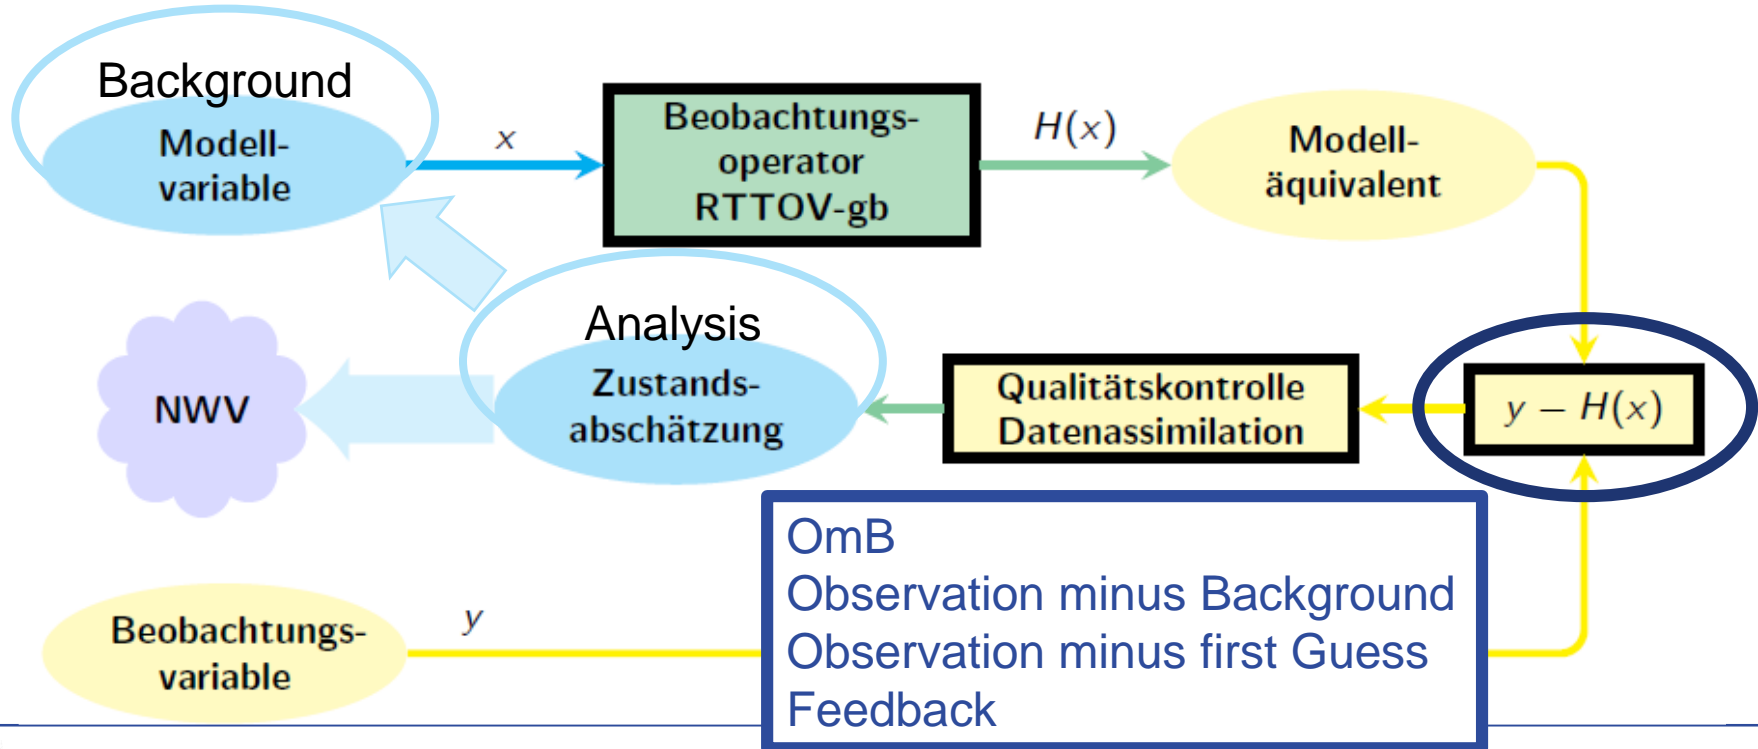 Background
Modell-
variable
x
Beobachtungs-
operator
RTTOV-gb
H(x)
Modell-
äquivalent
NWV
Analysis
Zustands-
abschätzung
Qualitätskontrolle
Datenassimilation
y − H(x)
Beobachtungs-
variable
y
OmB
Observation minus Background
Observation minus first Guess
Feedback